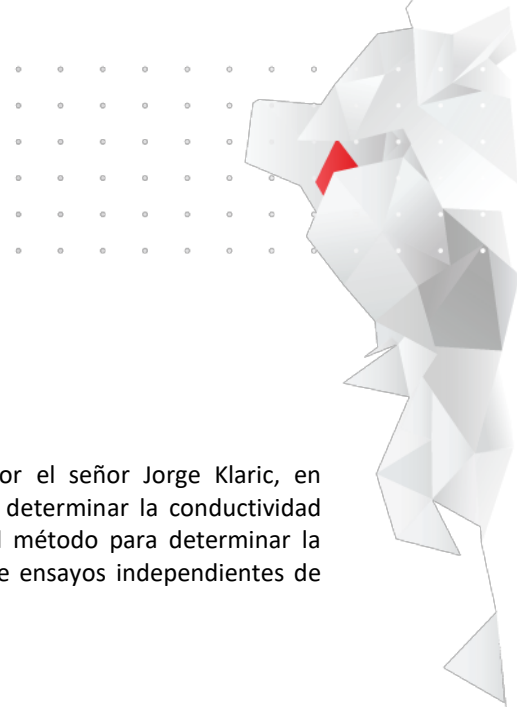 or el señor Jorge Klaric, en
determinar la conductividad
l método para determinar la
e ensayos independientes de